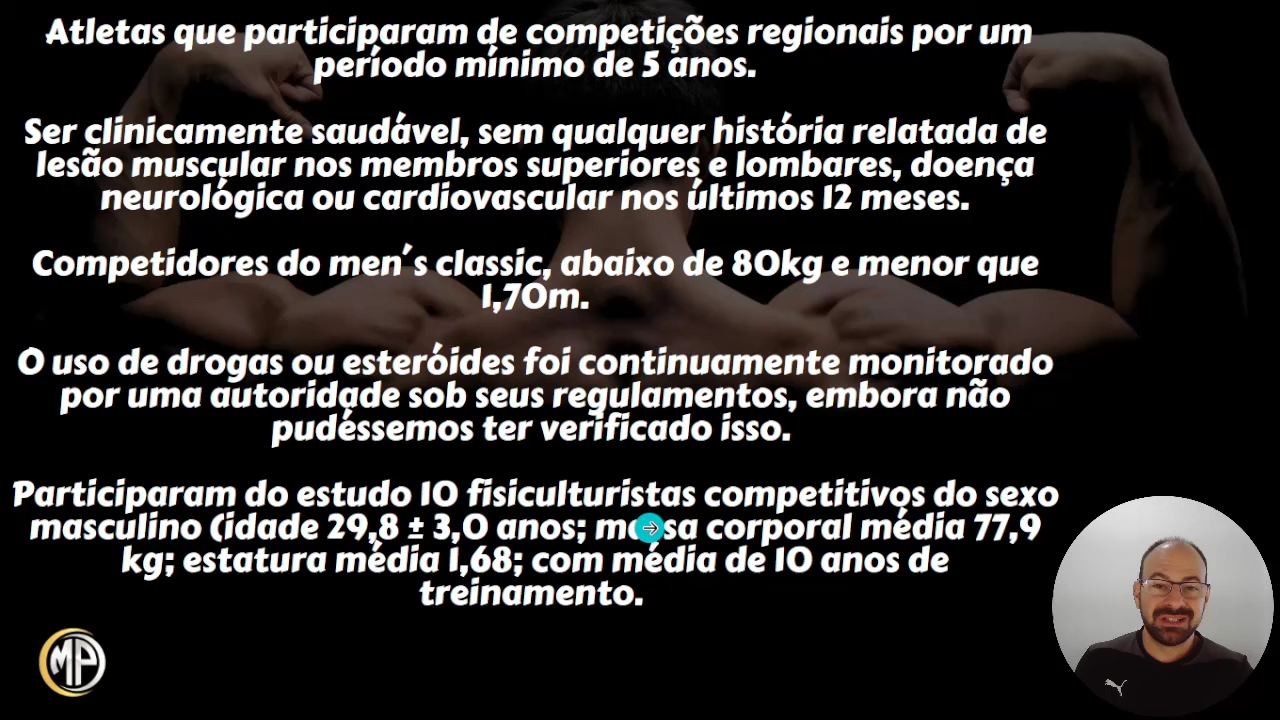 Atletas que participaram de competições regionais por um
período mínimo de 5 anos.
Ser clinicamente saudável, sem qualquer história relatada de
lesão muscular nos membros superiores e lombares, doença
neurológica ou cardiovascular nos últimos 12 meses.
Competidores do men´s classic, abaixo de 80kg e menor que
1,70m.
O uso de drogas ou esteróides foi continuamente monitorado
por uma autoridade sob seus regulamentos, embora não
pudéssemos ter verificado isso.
Participaram do estudo 10 fisiculturistas competitivos do sexo
masculino (idade 29,8 ± 3,0 anos; massa corporal média 77,9
kg; estatura média 1,68; com média de 10 anos de
treinamento.
MP